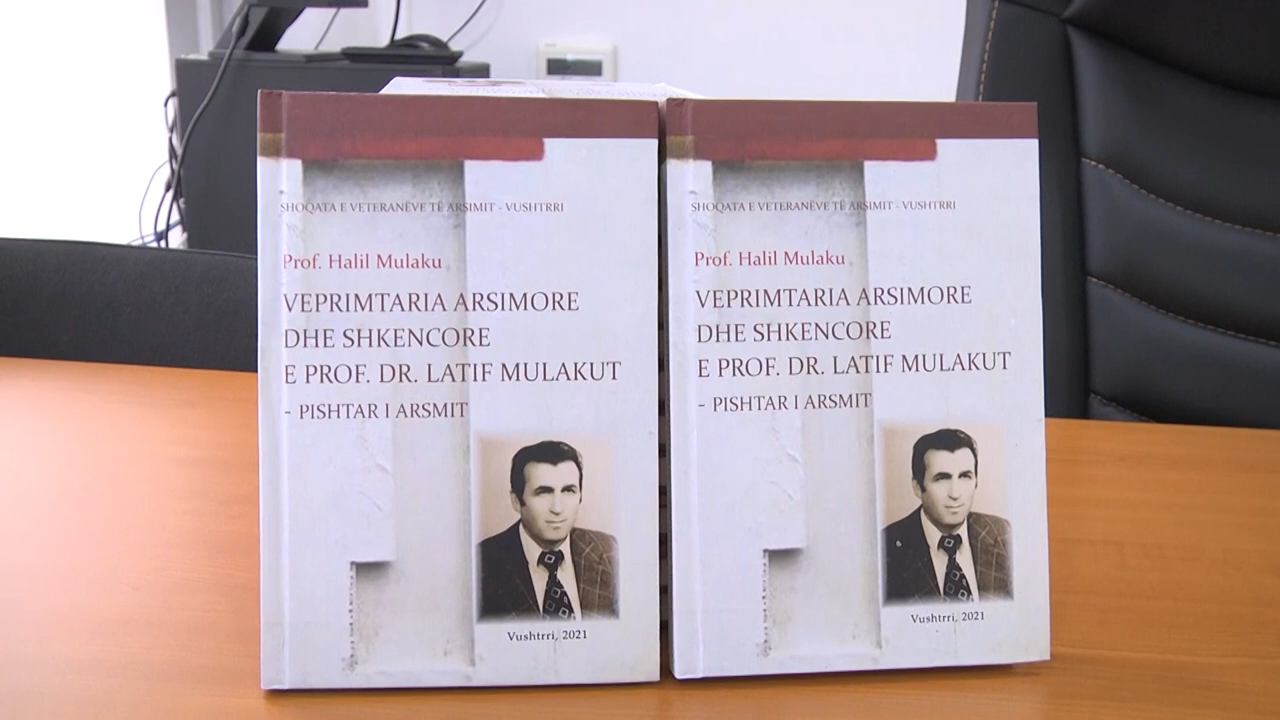 SHOQATA E VETERANËVE TË ARSIMIT - VUSHTRRI
Prof. Halil Mulaku
VEPRIMTARIA ARSIMORE
DHE SHKENCORE
E PROF. DR. LATIF MULAKUT
- PISHTAR I ARSMIT
Vushtrri, 2021
SHOQATA E VETERANËVE TË ARSIMIT - VUSHTRRI
Prof. Halil Mulaku
VEPRIMTARIA ARSIMORE
DHE SHKENCORE
E PROF. DR. LATIF MULAKUT
- PISHTAR I ARSMIT
Vushtrri, 2021